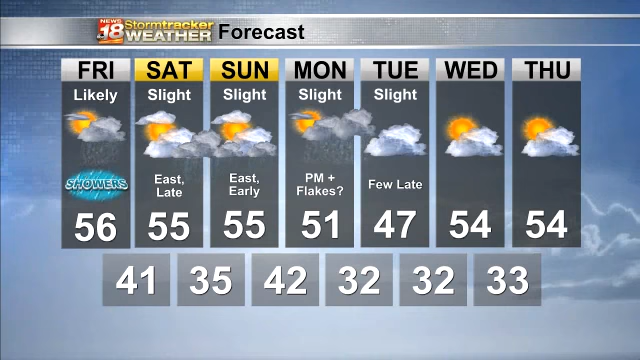 NEWS
18
Stormtracker
WEATHER
Forecast
FRI SAT SUN MON TUE WED THU
Likely Slight Slight Slight Slight
SHOWERS
East,
Late
East,
Early
PM +
Flakes?
Few Late
56 55 55 51 47 54 54
41 35 42 32 32 33